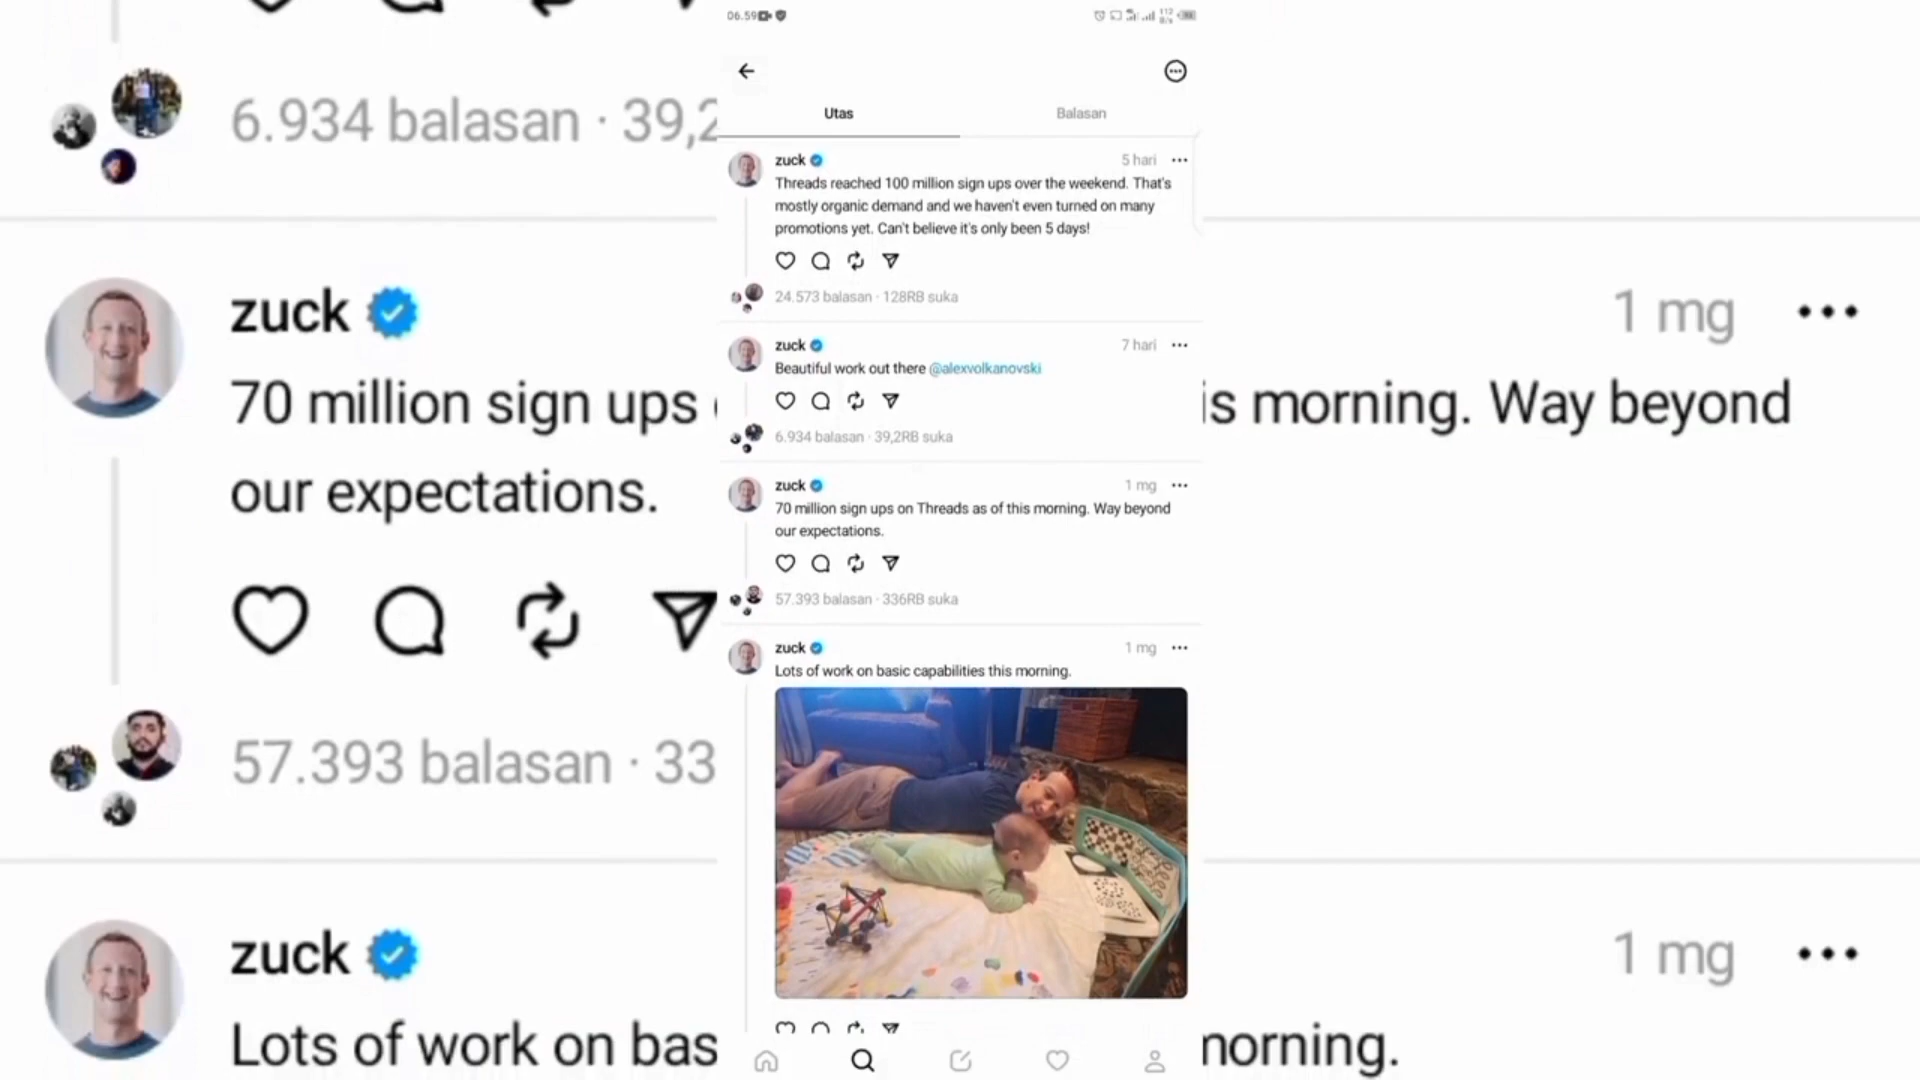 6.934 balasan · 39,2
zuck
1 mg
70 million sign ups
is morning. Way beyond
our expectations.
57.393 balasan · 33
zuck
1 mg
Lots of work on bas
morning.
06.59
112
B/s
Utas
Balasan
zuck
5 hari
Threads reached 100 million sign ups over the weekend. That's
mostly organic demand and we haven't even turned on many
promotions yet. Can't believe it's only been 5 days!
24.573 balasan · 128RB suka
zuck
7 hari
Beautiful work out there @alexvolkanovski
6.934 balasan · 39,2RB suka
zuck
1 mg
70 million sign ups on Threads as of this morning. Way beyond
our expectations.
57.393 balasan · 336RB suka
zuck
1 mg
Lots of work on basic capabilities this morning.